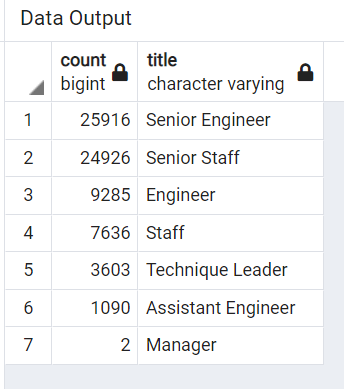 Data Output
count bigint title character varying
1 25916 Senior Engineer
2 24926 Senior Staff
3 9285 Engineer
4 7636 Staff
5 3603 Technique Leader
6 1090 Assistant Engineer
7 2 Manager